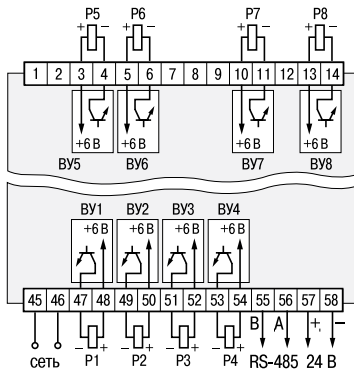 P5 P6 P7 P8
+ − + − + − + −
1 2 3 4 5 6 7 8 9 10 11 12 13 14
+6 В +6 В +6 В +6 В
ВУ5 ВУ6 ВУ7 ВУ8
ВУ1 ВУ2 ВУ3 ВУ4
+6 В +6 В +6 В +6 В
45 46 47 48 49 50 51 52 53 54 55 56 57 58
B A + −
− + − + − + − +
сеть P1 P2 P3 P4 RS-485 24 В